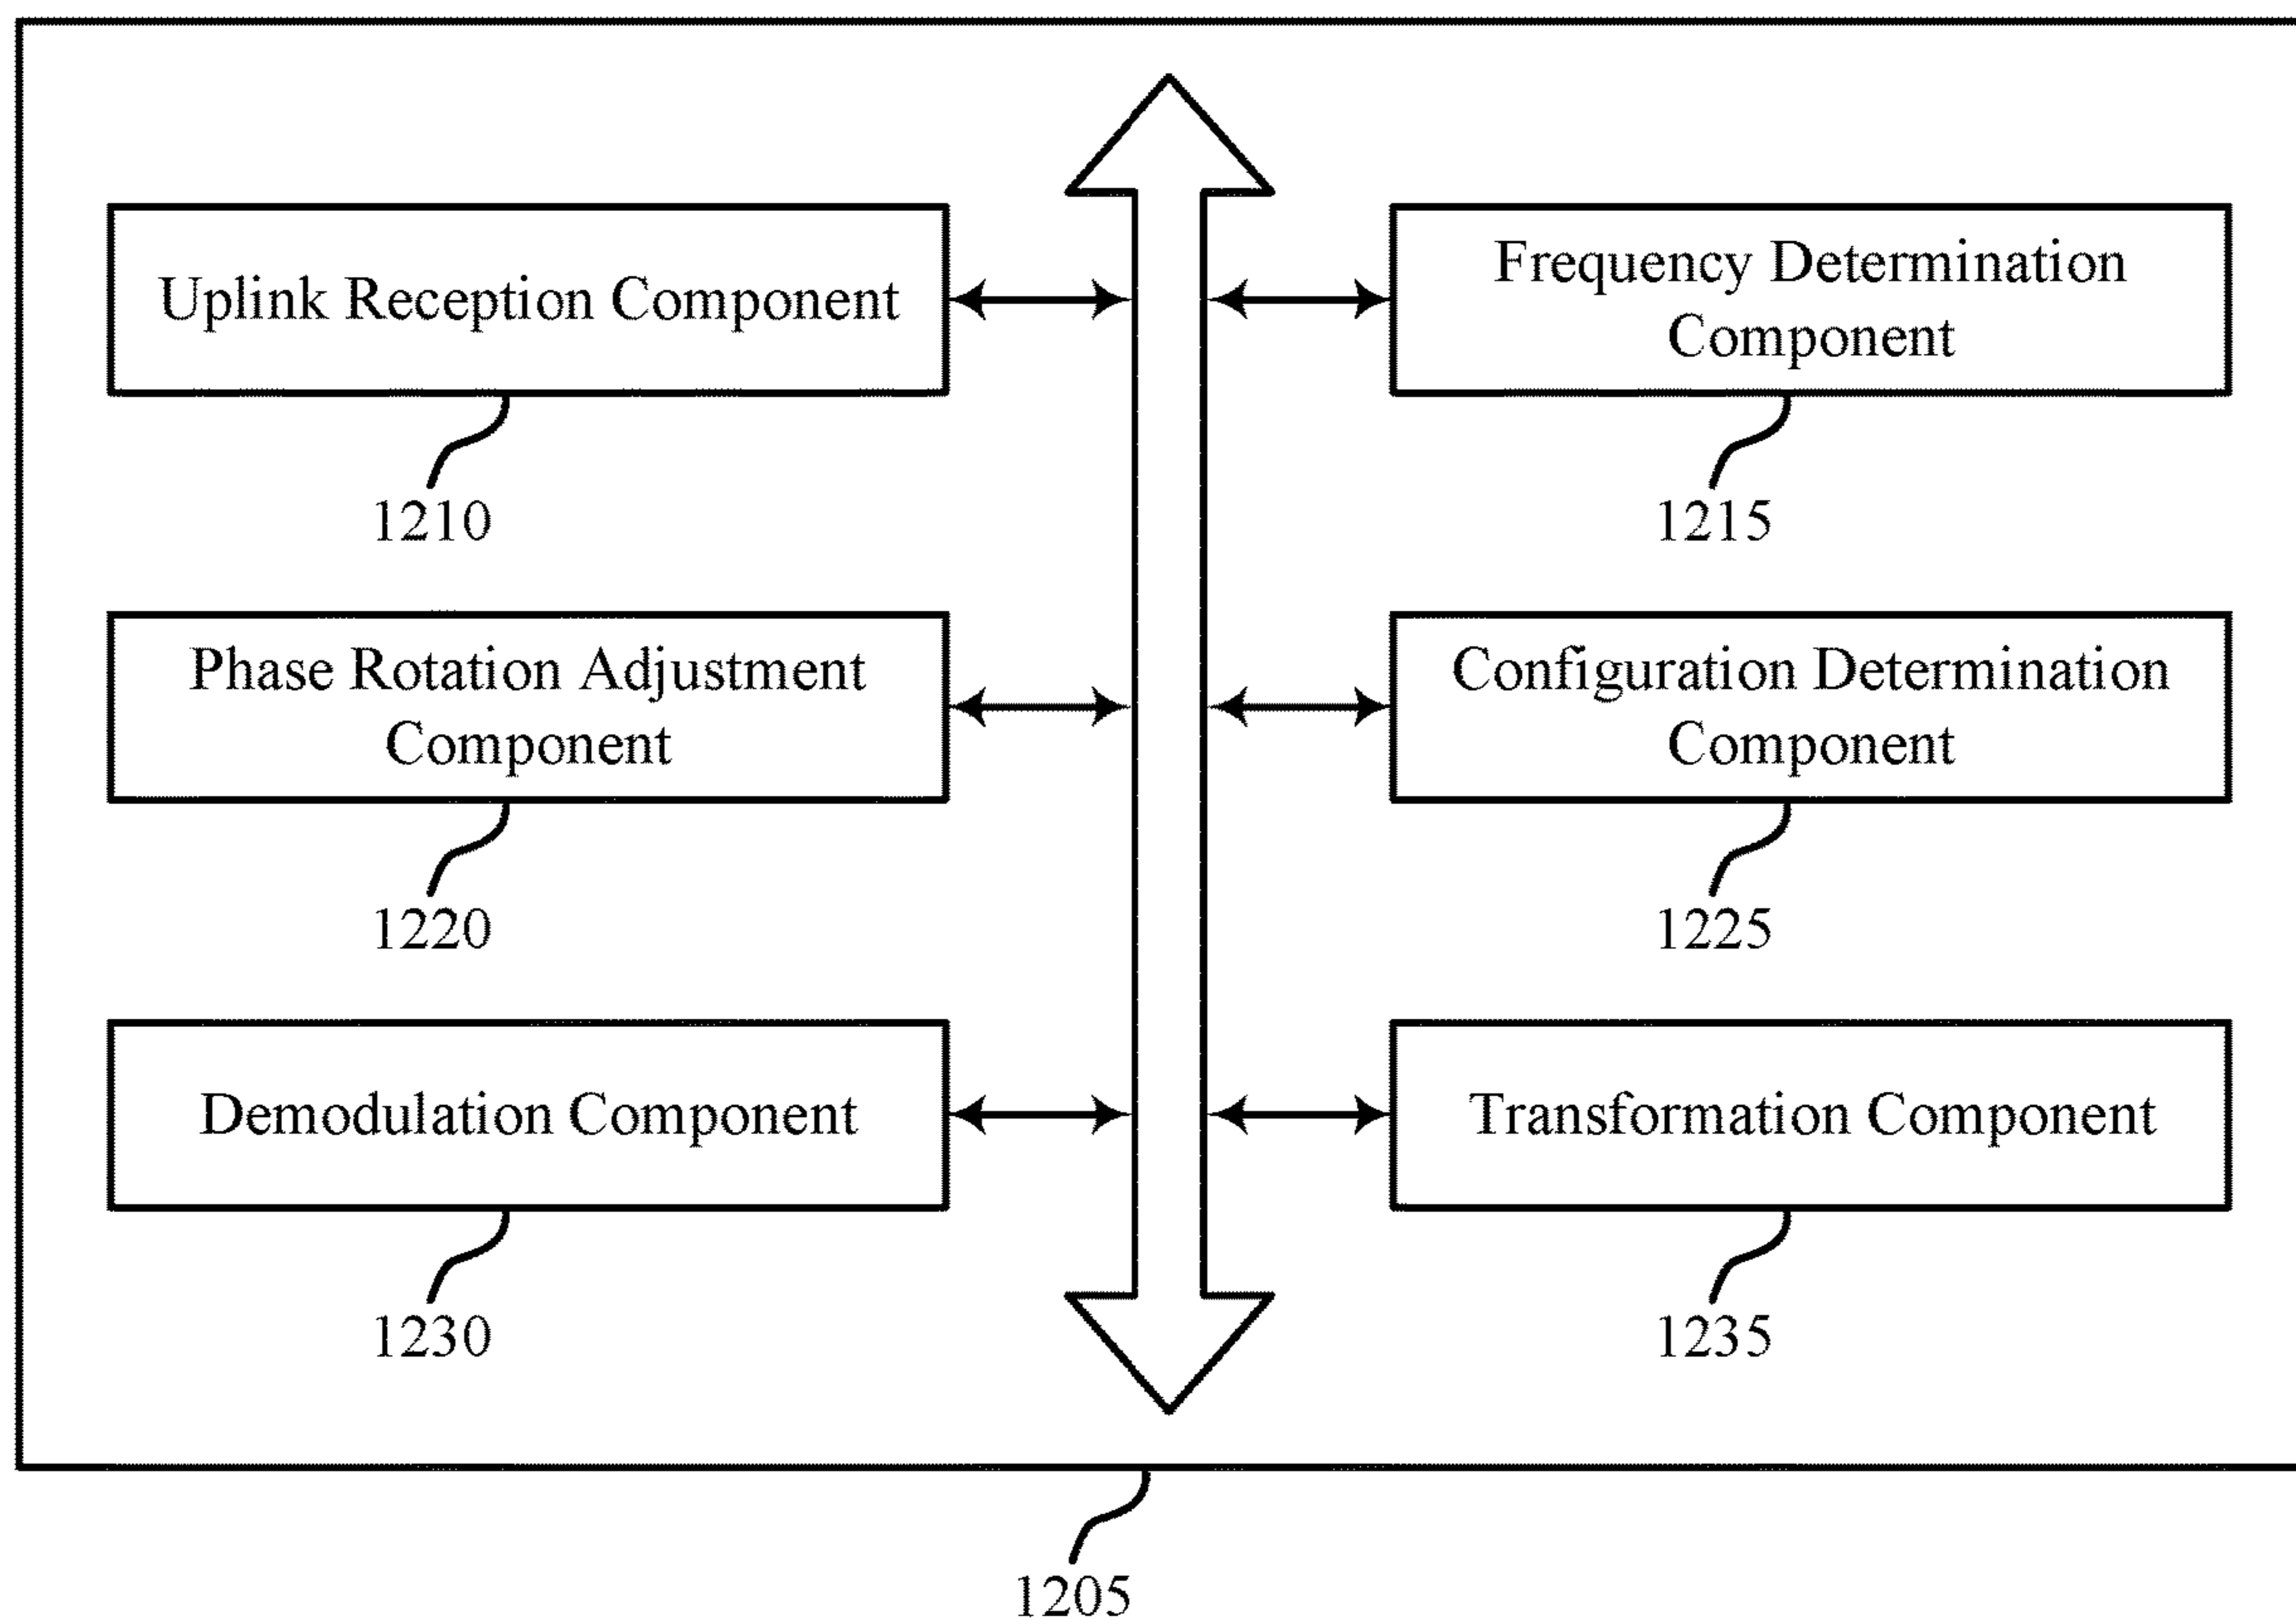 Uplink Reception Component
Frequency Determination
Component
1210
1215
Phase Rotation Adjustment
Component
Configuration Determination
Component
1220
1225
Demodulation Component
Transformation Component
1230
1235
1205